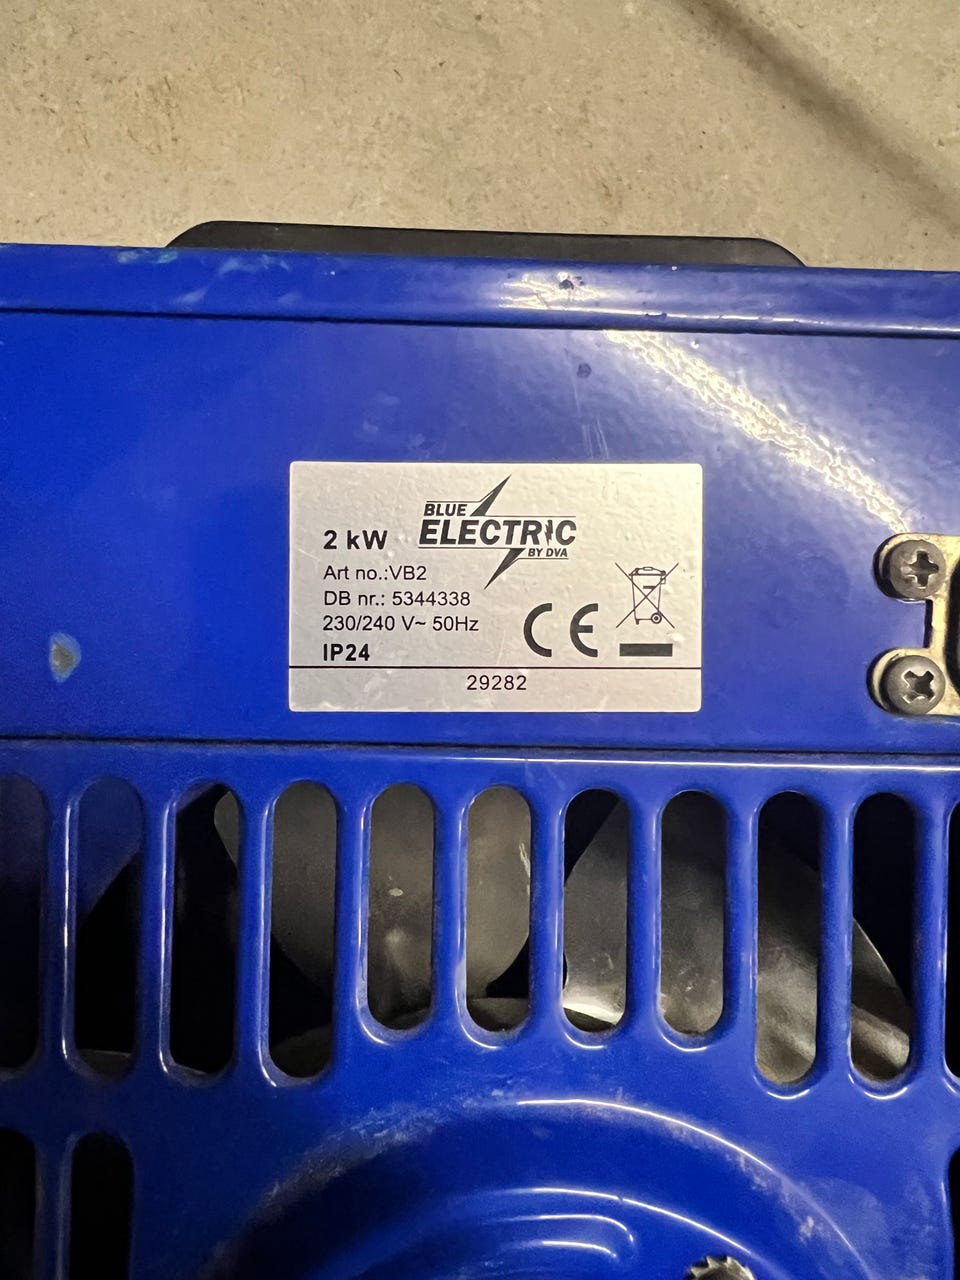 BLUE
ELECTRIC
BY DVA
2 kW
Art no.:VB2
DB nr.: 5344338
230/240 V~ 50Hz
IP24
CE
29282